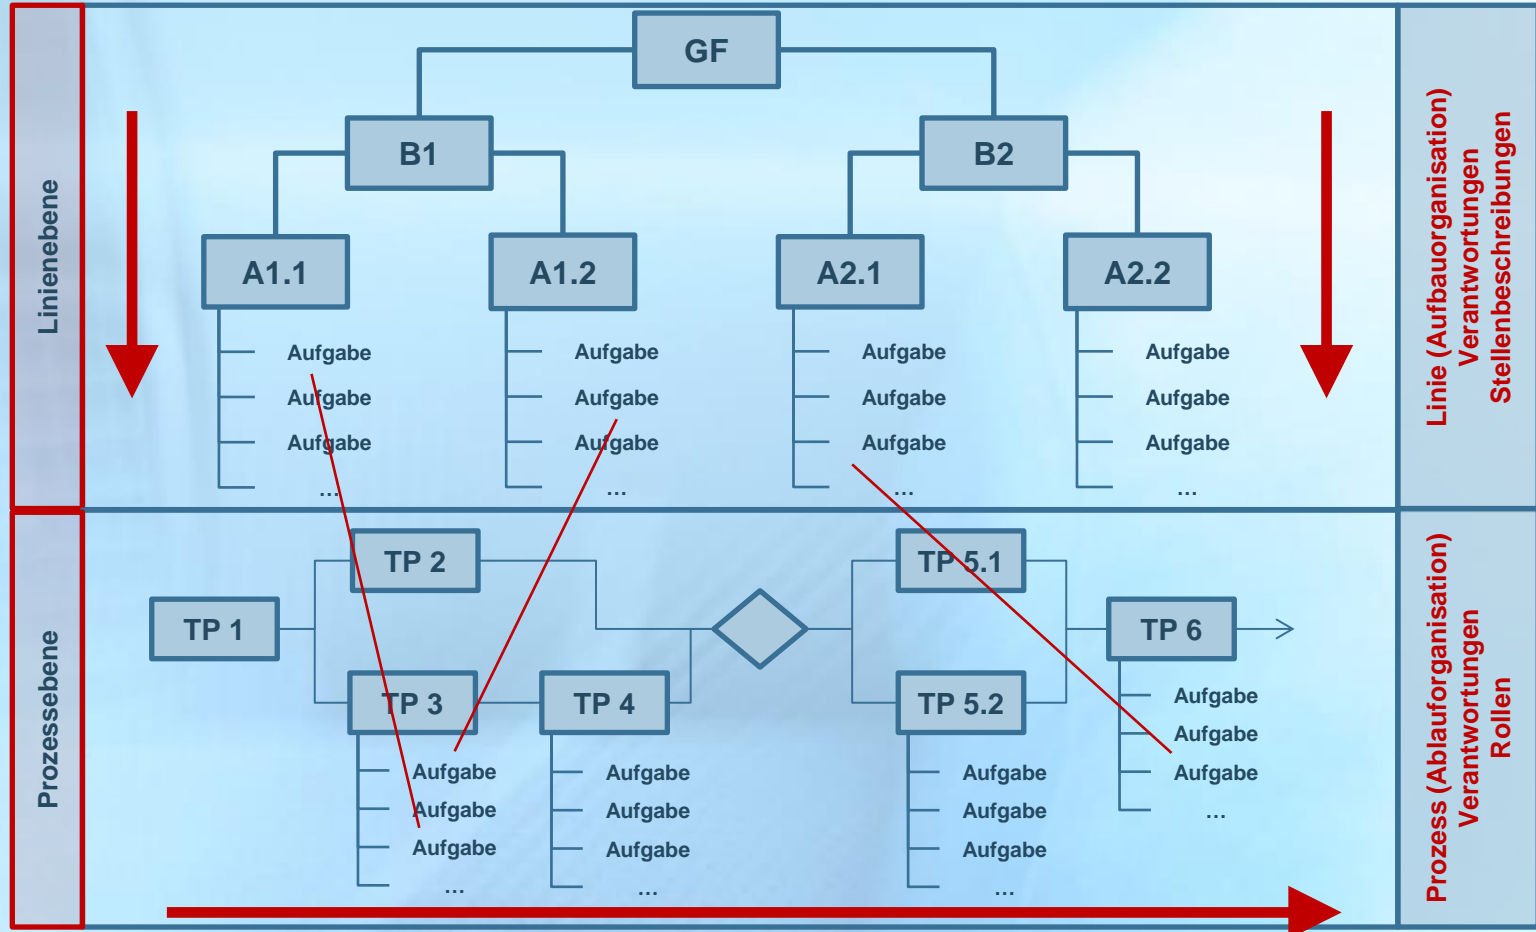 GF
B1
B2
A1.1
A1.2
A2.1
A2.2
Aufgabe
Aufgabe
Aufgabe
...
Aufgabe
Aufgabe
Aufgabe
...
Aufgabe
Aufgabe
Aufgabe
...
Aufgabe
Aufgabe
Aufgabe
...
Linienebene
Linie (Aufbauorganisation)
Verantwortungen
Stellenbeschreibungen
TP 1
TP 2
TP 3
TP 4
TP 5.1
TP 5.2
TP 6
Aufgabe
Aufgabe
Aufgabe
...
Aufgabe
Aufgabe
Aufgabe
...
Aufgabe
Aufgabe
Aufgabe
...
Aufgabe
Aufgabe
Aufgabe
...
Prozessebene
Prozess (Ablauforganisation)
Verantwortungen
Rollen